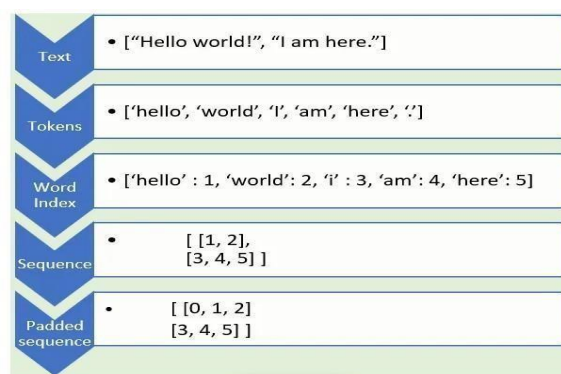 Text
• [“Hello world!”, “I am here.”]
Tokens
• [‘hello’, ‘world’, ‘I’, ‘am’, ‘here’, ‘.’]
Word
Index
• [‘hello’ : 1, ‘world’: 2, ‘i’ : 3, ‘am’: 4, ‘here’: 5]
Sequence
• [ [1, 2],
[3, 4, 5] ]
Padded
sequence
• [ [0, 1, 2]
[3, 4, 5] ]